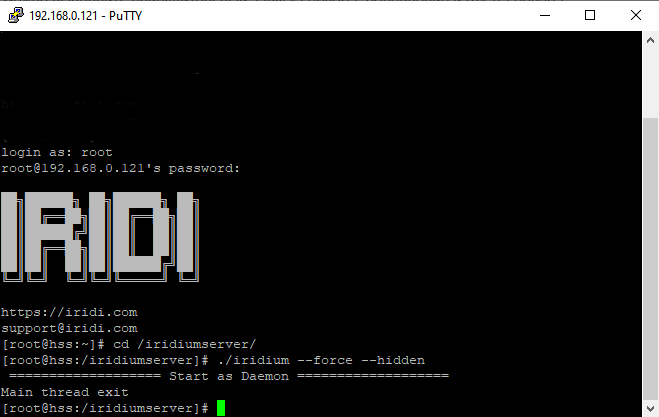 192.168.0.121 - PuTTY
login as: root
root@192.168.0.121's password:
IRIDI
https://iridi.com
support@iridi.com
[root@hss:~]# cd /iridiumserver/
[root@hss:/iridiumserver]# ./iridium --force --hidden
=================== Start as Daemon ===================
Main thread exit
[root@hss:/iridiumserver]#